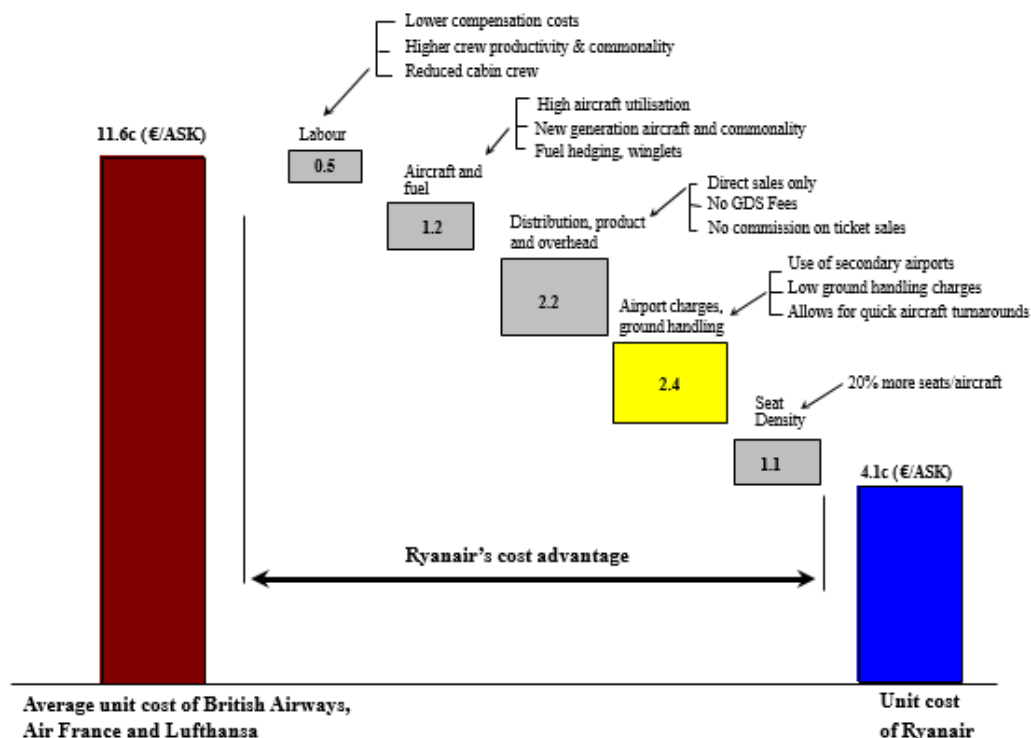 Lower compensation costs
Higher crew productivity & commonality
Reduced cabin crew
11.6c (€/ASK)
Labour
0.5
High aircraft utilisation
New generation aircraft and commonality
Fuel hedging, winglets
Aircraft and
fuel
1.2
Direct sales only
No GDS Fees
No commission on ticket sales
Distribution, product
and overhead
2.2
Use of secondary airports
Low ground handling charges
Allows for quick aircraft turnarounds
Airport charges,
ground handling
2.4
20% more seats/aircraft
Seat
Density
1.1
4.1c (€/ASK)
Ryanair's cost advantage
Average unit cost of British Airways,
Air France and Lufthansa
Unit cost
of Ryanair